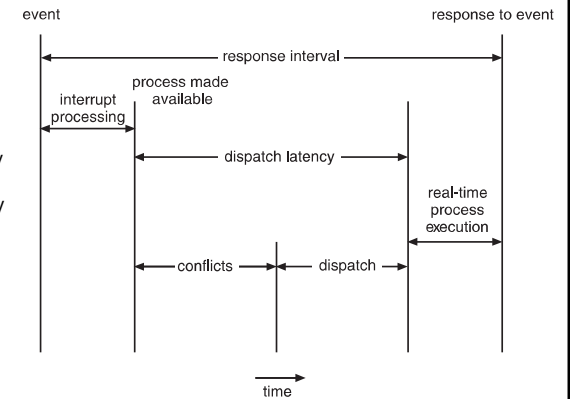 event
response to event
response interval
process made
available
interrupt
processing
y
dispatch latency
y
real-time
process
execution
conflicts
dispatch
time